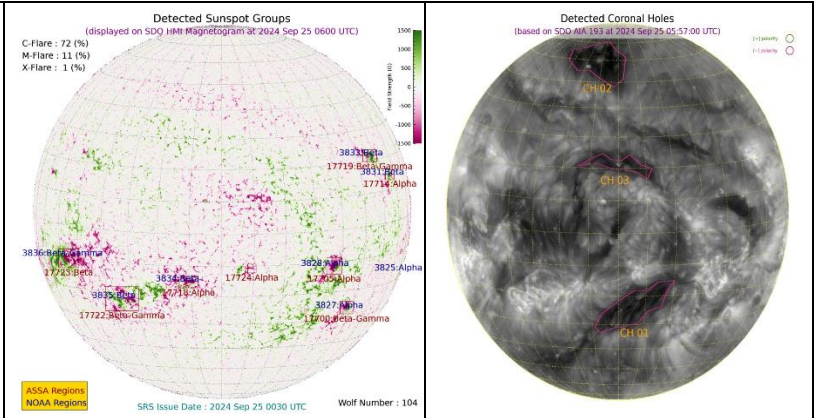 Detected Sunspot Groups
(displayed on SDO HMI Magnetogram at 2024 Sep 25 0600 UTC)
C-Flare : 72 (%)
M-Flare : 11 (%)
X-Flare : 1 (%)
1500
1000
500
0
-500
-1000
1500
Field Strength (G)
3833:Beta
17719:Beta-Gamma
3831:Beta
17714:Alpha
3836:Beta-Gamma
17723:Beta
3834:Beta
17718:Alpha
17724:Alpha
3828:Alpha
17705:Alpha
3825:Alpha
3835:Beta
17722:Beta-Gamma
3827:Alpha
17700:Beta-Gamma
ASSA Regions
NOAA Regions
SRS Issue Date : 2024 Sep 25 0030 UTC
Wolf Number : 104
Detected Coronal Holes
(based on SDO AIA 193 at 2024 Sep 25 05:57:00 UTC)
[+] polarity
[-] polarity
CH 02
CH 03
CH 01